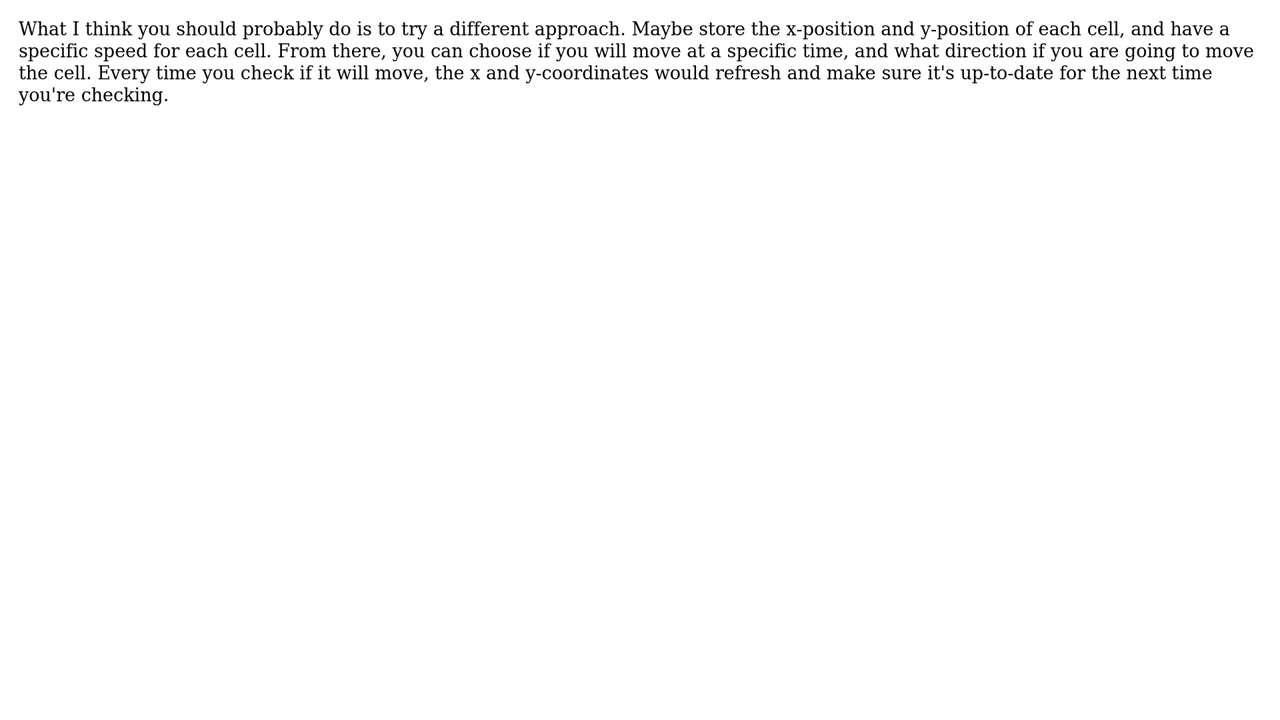 What I think you should probably do is to try a different approach. Maybe store the x-position and y-position of each cell, and have a
specific speed for each cell. From there, you can choose if you will move at a specific time, and what direction if you are going to move
the cell. Every time you check if it will move, the x and y-coordinates would refresh and make sure it's up-to-date for the next time
you're checking.